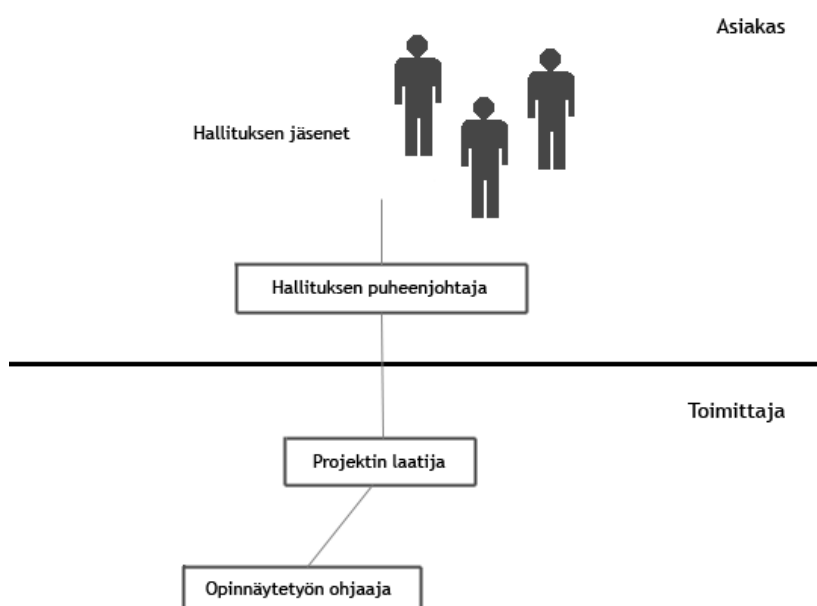 Asiakas
Hallituksen jäsenet
Hallituksen puheenjohtaja
Toimittaja
Projektin laatija
Opinnäytetyön ohjaaja